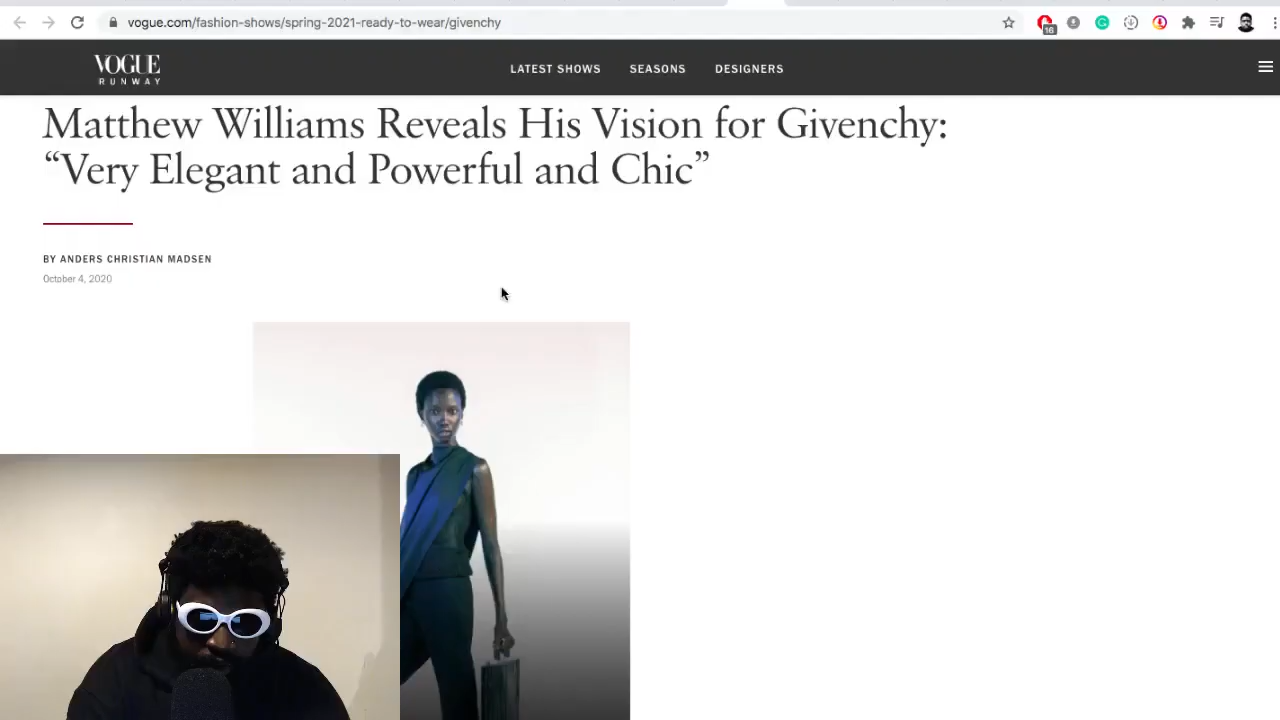 vogue.com/fashion-shows/spring-2021-ready-to-wear/givenchy
16
VOGUE
RUNWAY
LATEST SHOWS SEASONS DESIGNERS
Matthew Williams Reveals His Vision for Givenchy:
“Very Elegant and Powerful and Chic”
BY ANDERS CHRISTIAN MADSEN
October 4, 2020